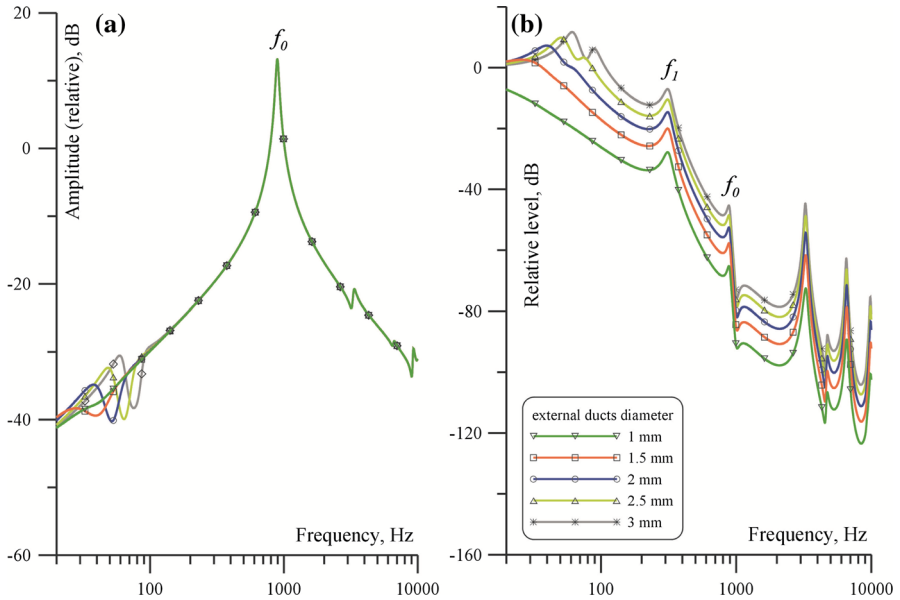 (a)
f0
Amplitude (relative), dB
20
0
-20
-40
-60
Frequency, Hz
100
1000
10000
(b)
f1
f0
Relative level, dB
0
-40
-80
-120
-160
external ducts diameter
1 mm
1.5 mm
2 mm
2.5 mm
3 mm
Frequency, Hz
100
1000
10000